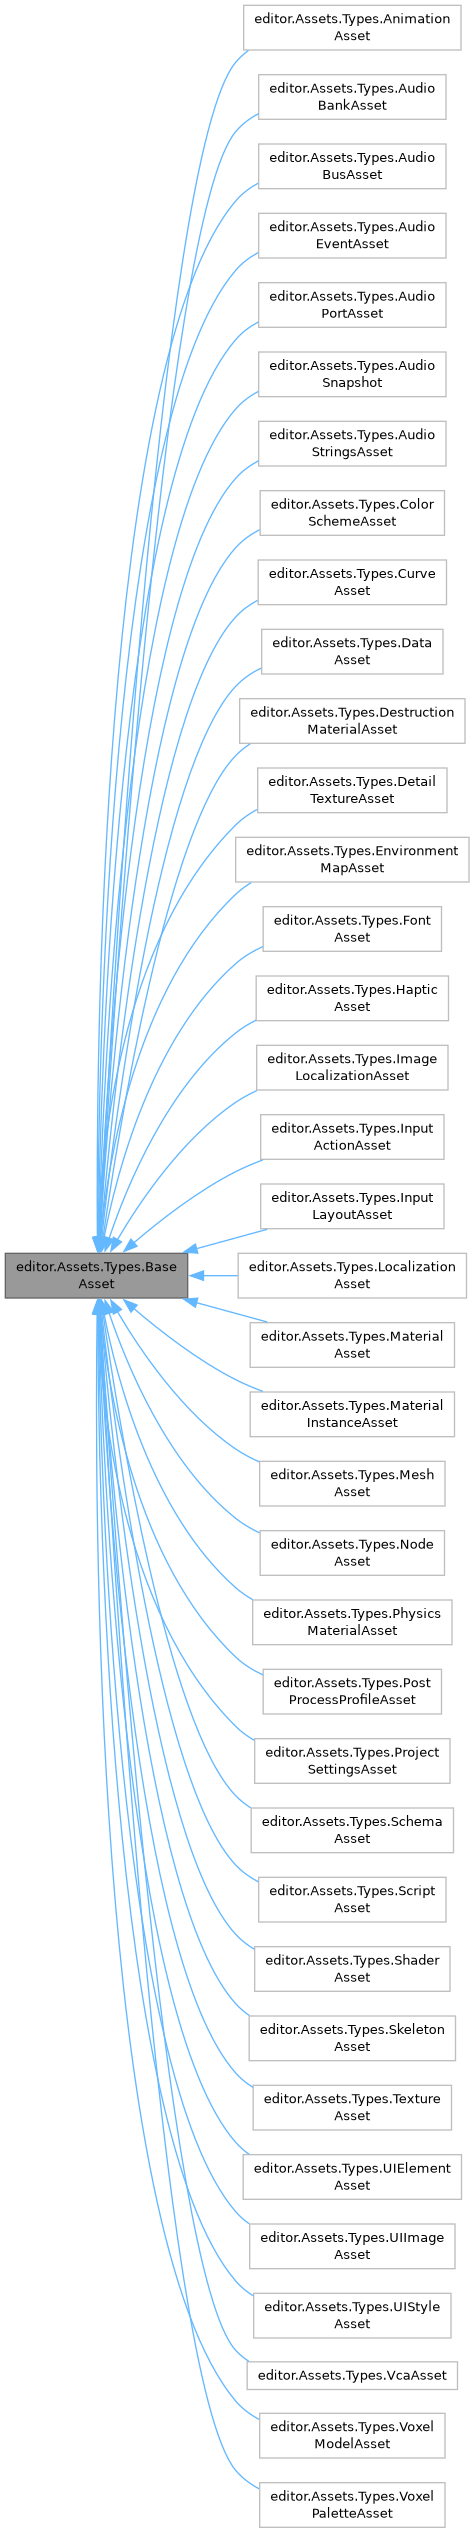 editor.Assets.Types.Animation
Asset
editor.Assets.Types.Audio
BankAsset
editor.Assets.Types.Audio
BusAsset
editor.Assets.Types.Audio
EventAsset
editor.Assets.Types.Audio
PortAsset
editor.Assets.Types.Audio
Snapshot
editor.Assets.Types.Audio
StringsAsset
editor.Assets.Types.Color
SchemeAsset
editor.Assets.Types.Curve
Asset
editor.Assets.Types.Data
Asset
editor.Assets.Types.Destruction
MaterialAsset
editor.Assets.Types.Detail
TextureAsset
editor.Assets.Types.Environment
MapAsset
editor.Assets.Types.Font
Asset
editor.Assets.Types.Haptic
Asset
editor.Assets.Types.Image
LocalizationAsset
editor.Assets.Types.Input
ActionAsset
editor.Assets.Types.Input
LayoutAsset
editor.Assets.Types.Base
Asset
editor.Assets.Types.Localization
Asset
editor.Assets.Types.Material
Asset
editor.Assets.Types.Material
InstanceAsset
editor.Assets.Types.Mesh
Asset
editor.Assets.Types.Node
Asset
editor.Assets.Types.Physics
MaterialAsset
editor.Assets.Types.Post
ProcessProfileAsset
editor.Assets.Types.Project
SettingsAsset
editor.Assets.Types.Schema
Asset
editor.Assets.Types.Script
Asset
editor.Assets.Types.Shader
Asset
editor.Assets.Types.Skeleton
Asset
editor.Assets.Types.Texture
Asset
editor.Assets.Types.UIElement
Asset
editor.Assets.Types.UIImage
Asset
editor.Assets.Types.UIStyle
Asset
editor.Assets.Types.VcaAsset
editor.Assets.Types.Voxel
ModelAsset
editor.Assets.Types.Voxel
PaletteAsset